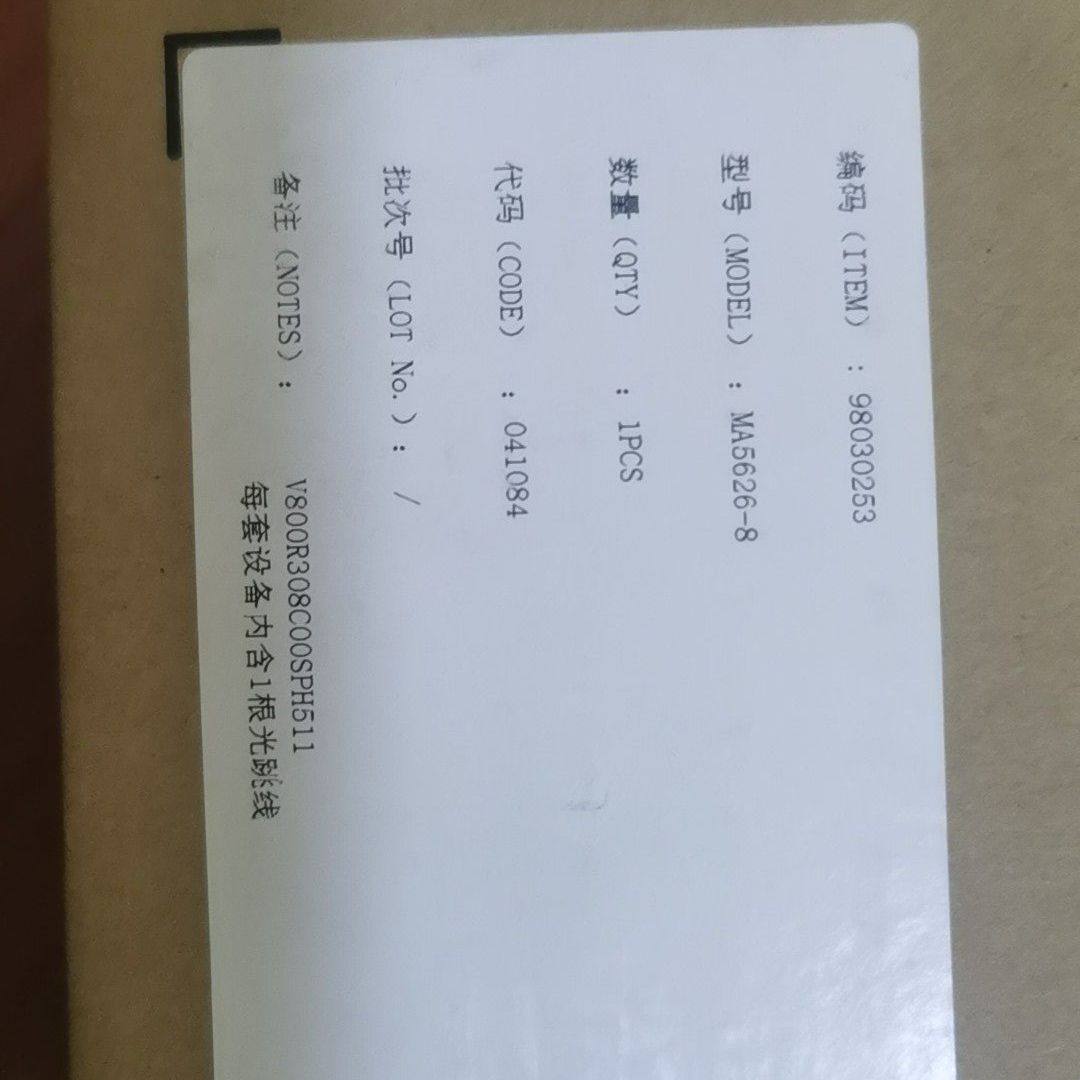 编码（ITEM） ：98030253
型号（MODEL） ：MA5626-8
数量（QTY） ：1PCS
代码（CODE） ：041084
批次号（LOT No.）： /
备注（NOTES）： V800R308C00SPH511
每套设备内含1根光跳线